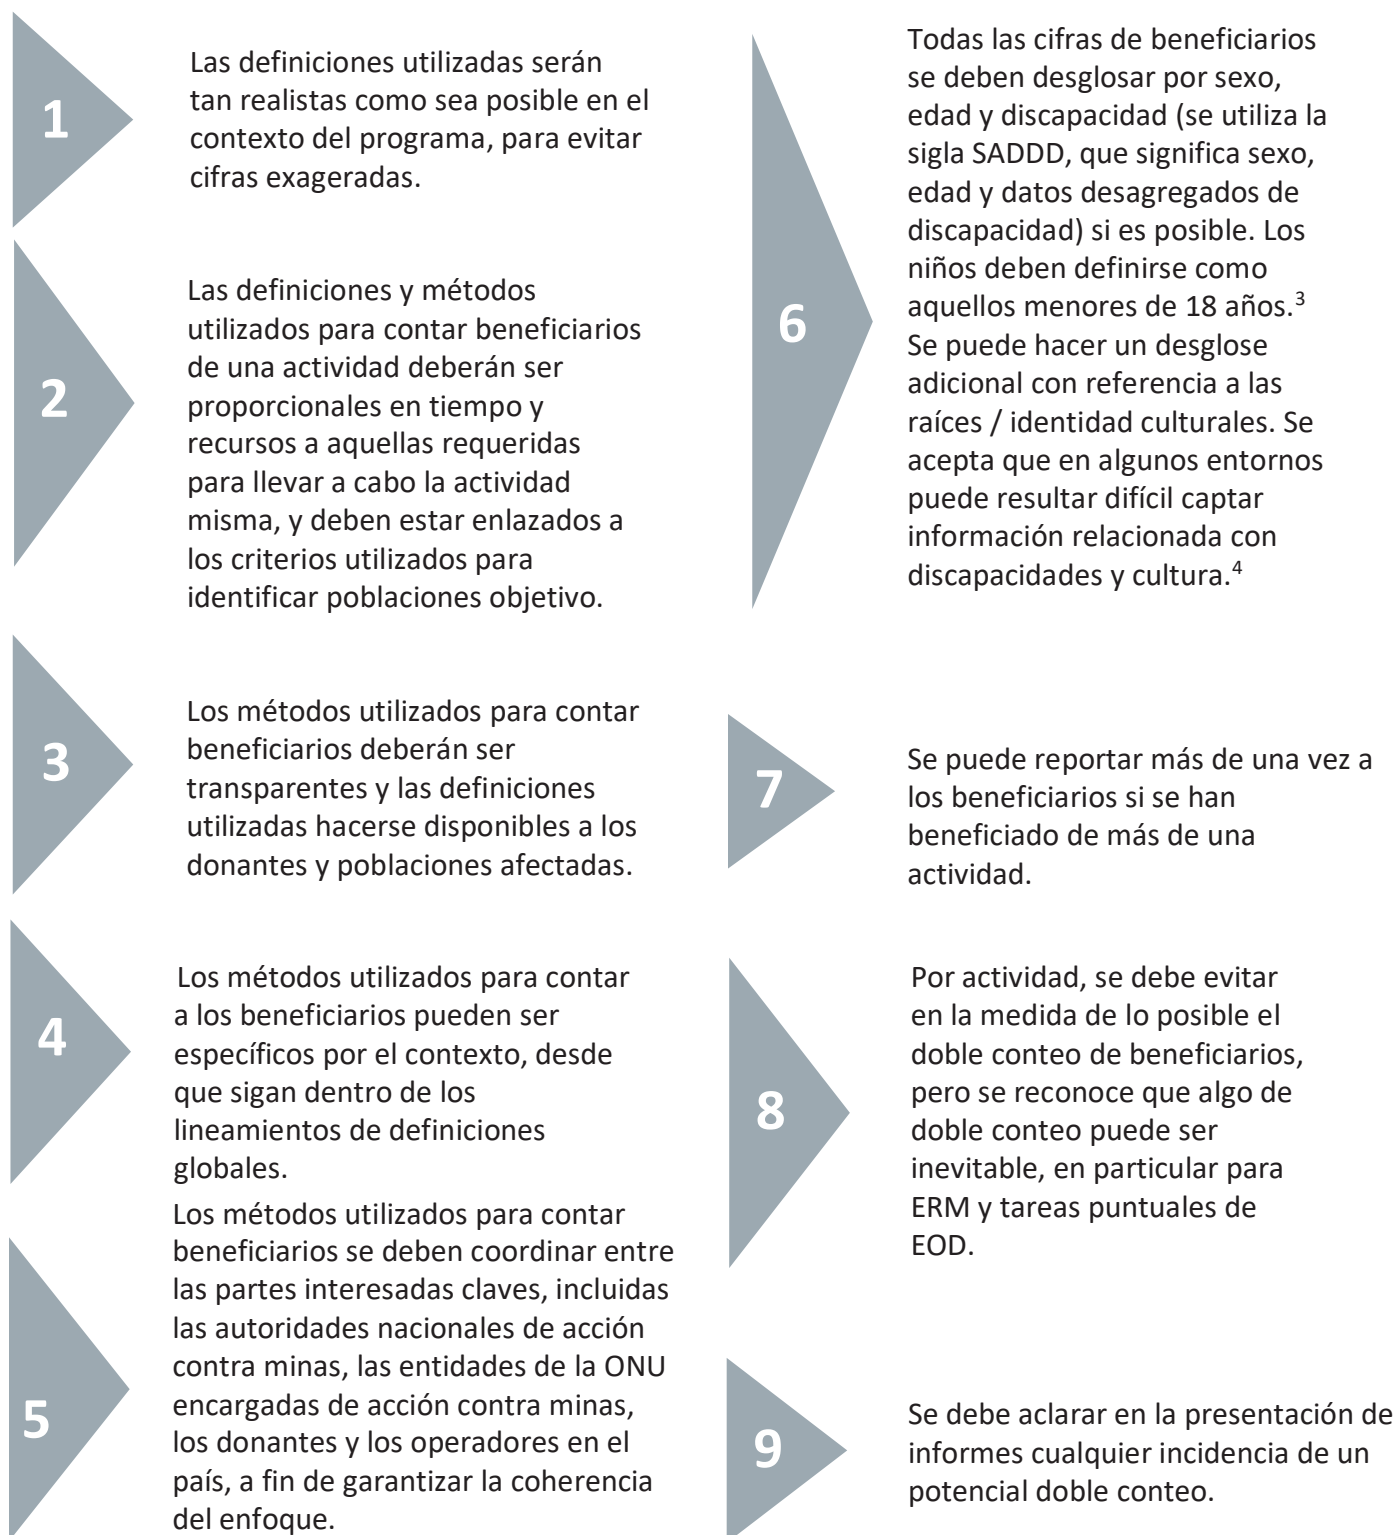 1
Las definiciones utilizadas serán
tan realistas como sea posible en el
contexto del programa, para evitar
cifras exageradas.
2
Las definiciones y métodos
utilizados para contar beneficiarios
de una actividad deberán ser
proporcionales en tiempo y
recursos a aquellas requeridas
para llevar a cabo la actividad
misma, y deben estar enlazados a
los criterios utilizados para
identificar poblaciones objetivo.
3
Los métodos utilizados para contar
beneficiarios deberán ser
transparentes y las definiciones
utilizadas hacerse disponibles a los
donantes y poblaciones afectadas.
4
Los métodos utilizados para contar
a los beneficiarios pueden ser
específicos por el contexto, desde
que sigan dentro de los
lineamientos de definiciones
globales.
5
Los métodos utilizados para contar
beneficiarios se deben coordinar entre
las partes interesadas claves, incluidas
las autoridades nacionales de acción
contra minas, las entidades de la ONU
encargadas de acción contra minas,
los donantes y los operadores en el
país, a fin de garantizar la coherencia
del enfoque.
6
Todas las cifras de beneficiarios
se deben desglosar por sexo,
edad y discapacidad (se utiliza la
sigla SADDD, que significa sexo,
edad y datos desagregados de
discapacidad) si es posible. Los
niños deben definirse como
aquellos menores de 18 años.3
Se puede hacer un desglose
adicional con referencia a las
raíces / identidad culturales. Se
acepta que en algunos entornos
puede resultar difícil captar
información relacionada con
discapacidades y cultura.4
7
Se puede reportar más de una vez a
los beneficiarios si se han
beneficiado de más de una
actividad.
8
Por actividad, se debe evitar
en la medida de lo posible el
doble conteo de beneficiarios,
pero se reconoce que algo de
doble conteo puede ser
inevitable, en particular para
ERM y tareas puntuales de
EOD.
9
Se debe aclarar en la presentación de
informes cualquier incidencia de un
potencial doble conteo.